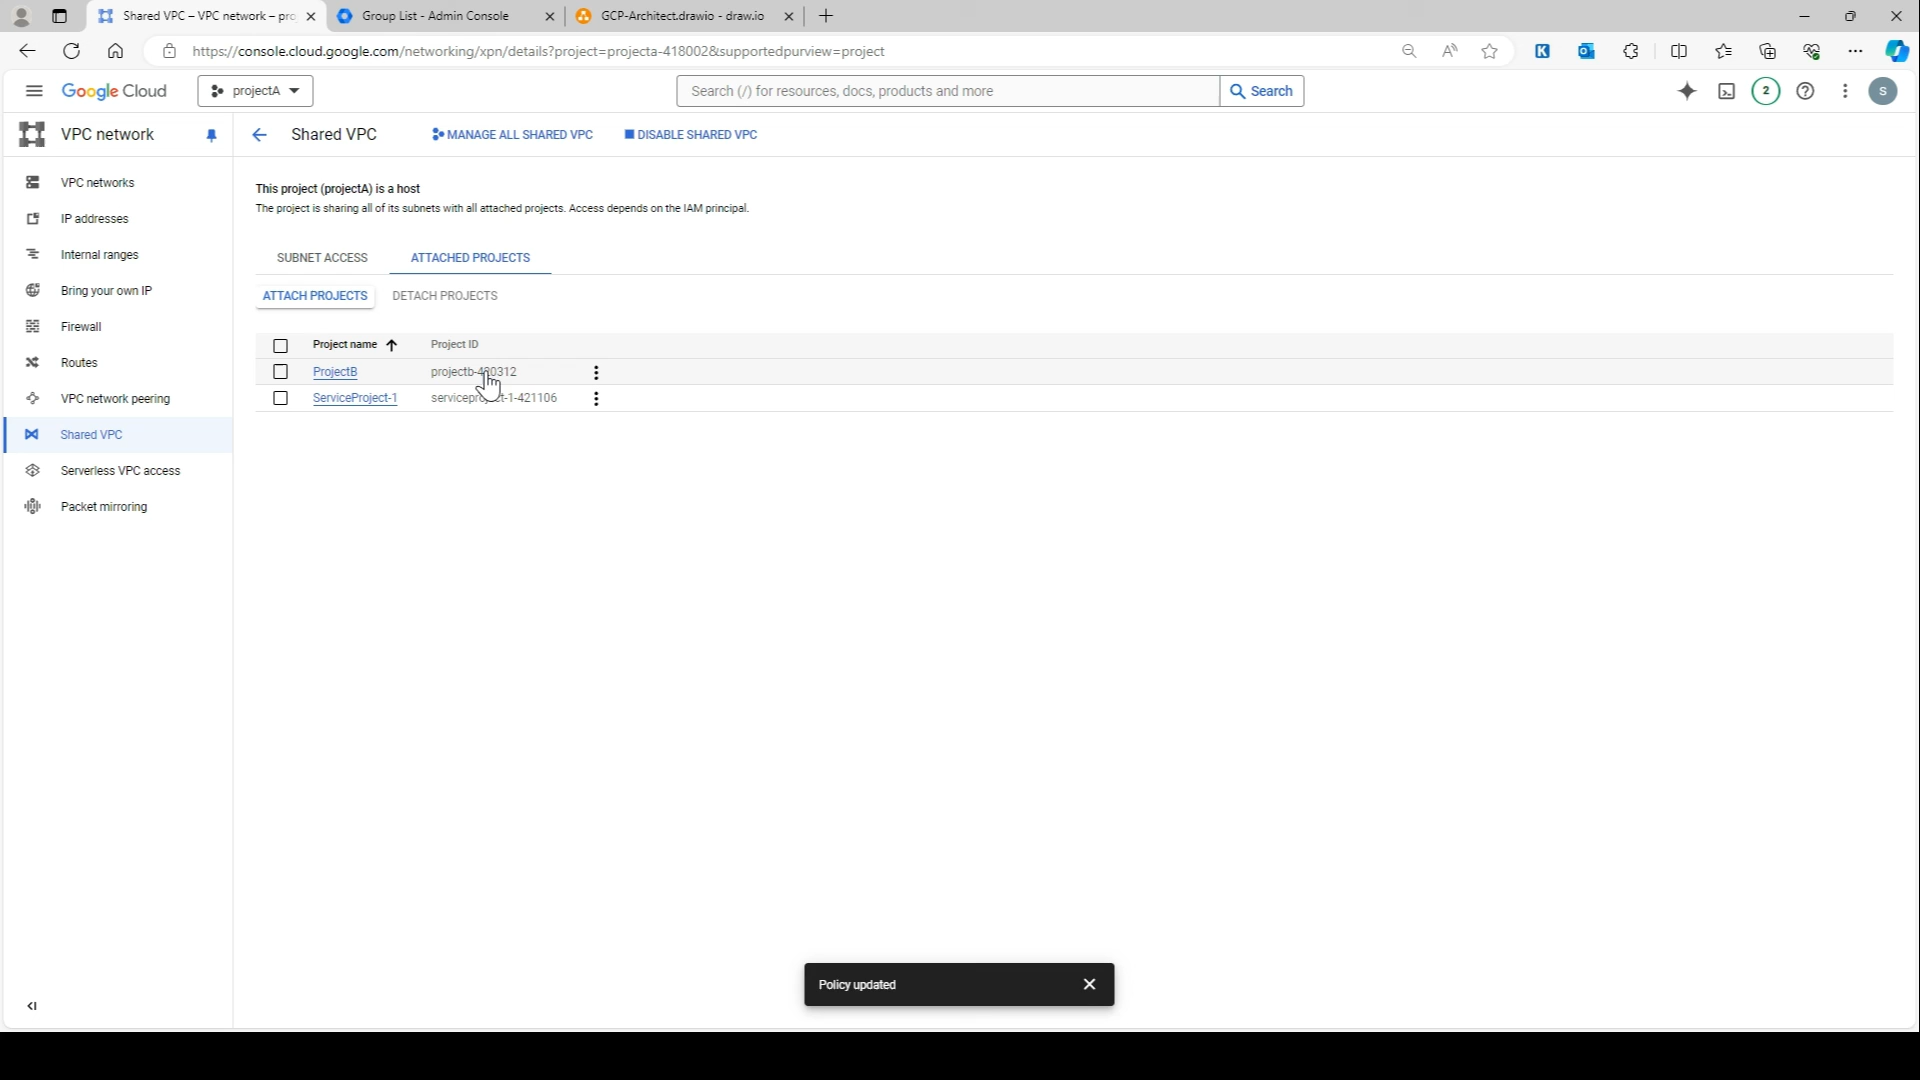 Shared VPC – VPC network – pro
Group List - Admin Console
GCP-Architect.drawio - draw.io
https://console.cloud.google.com/networking/xpn/details?project=projecta-418002&supportedpurview=project
Google Cloud
projectA
Search (/) for resources, docs, products and more
Search
2
S
VPC network
Shared VPC
MANAGE ALL SHARED VPC
DISABLE SHARED VPC
VPC networks
IP addresses
Internal ranges
Bring your own IP
Firewall
Routes
VPC network peering
Shared VPC
Serverless VPC access
Packet mirroring
This project (projectA) is a host
The project is sharing all of its subnets with all attached projects. Access depends on the IAM principal.
SUBNET ACCESS
ATTACHED PROJECTS
ATTACH PROJECTS
DETACH PROJECTS
Project name
Project ID
ProjectB
ServiceProject-1
Policy updated